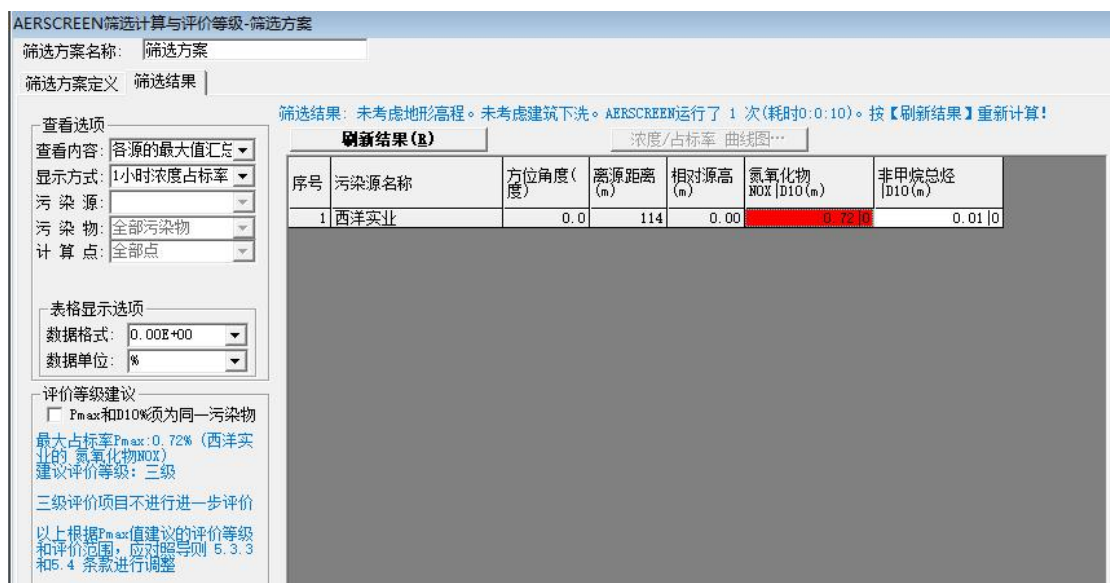 AERSCREEN筛选计算与评价等级-筛选方案
筛选方案名称: 筛选方案
筛选方案定义 筛选结果
筛选结果: 未考虑地形高程。未考虑建筑下洗。AERSCREEN运行了 1 次(耗时0:0:10)。按【刷新结果】重新计算!
查看选项
查看内容: 各源的最大值汇总
显示方式: 1小时浓度占标率
污 染 源:
污 染 物: 全部污染物
计 算 点: 全部点
表格显示选项
数据格式: 0.00E+00
数据单位: %
评价等级建议
Pmax和D10%须为同一污染物
最大占标率Pmax:0.72% (西洋实
业的 氮氧化物NOX)
建议评价等级: 三级
三级评价项目不进行进一步评价
以上根据Pmax值建议的评价等级
和评价范围, 应对照导则 5.3.3
和5.4 条款进行调整
刷新结果(R) 浓度/占标率 曲线图…
序号 污染源名称 方位角度(度) 离源距离(m) 相对源高(m) 氮氧化物NOX|D10(m) 非甲烷总烃|D10(m)
1 西洋实业 0.0 114 0.00 0.72|0 0.01|0